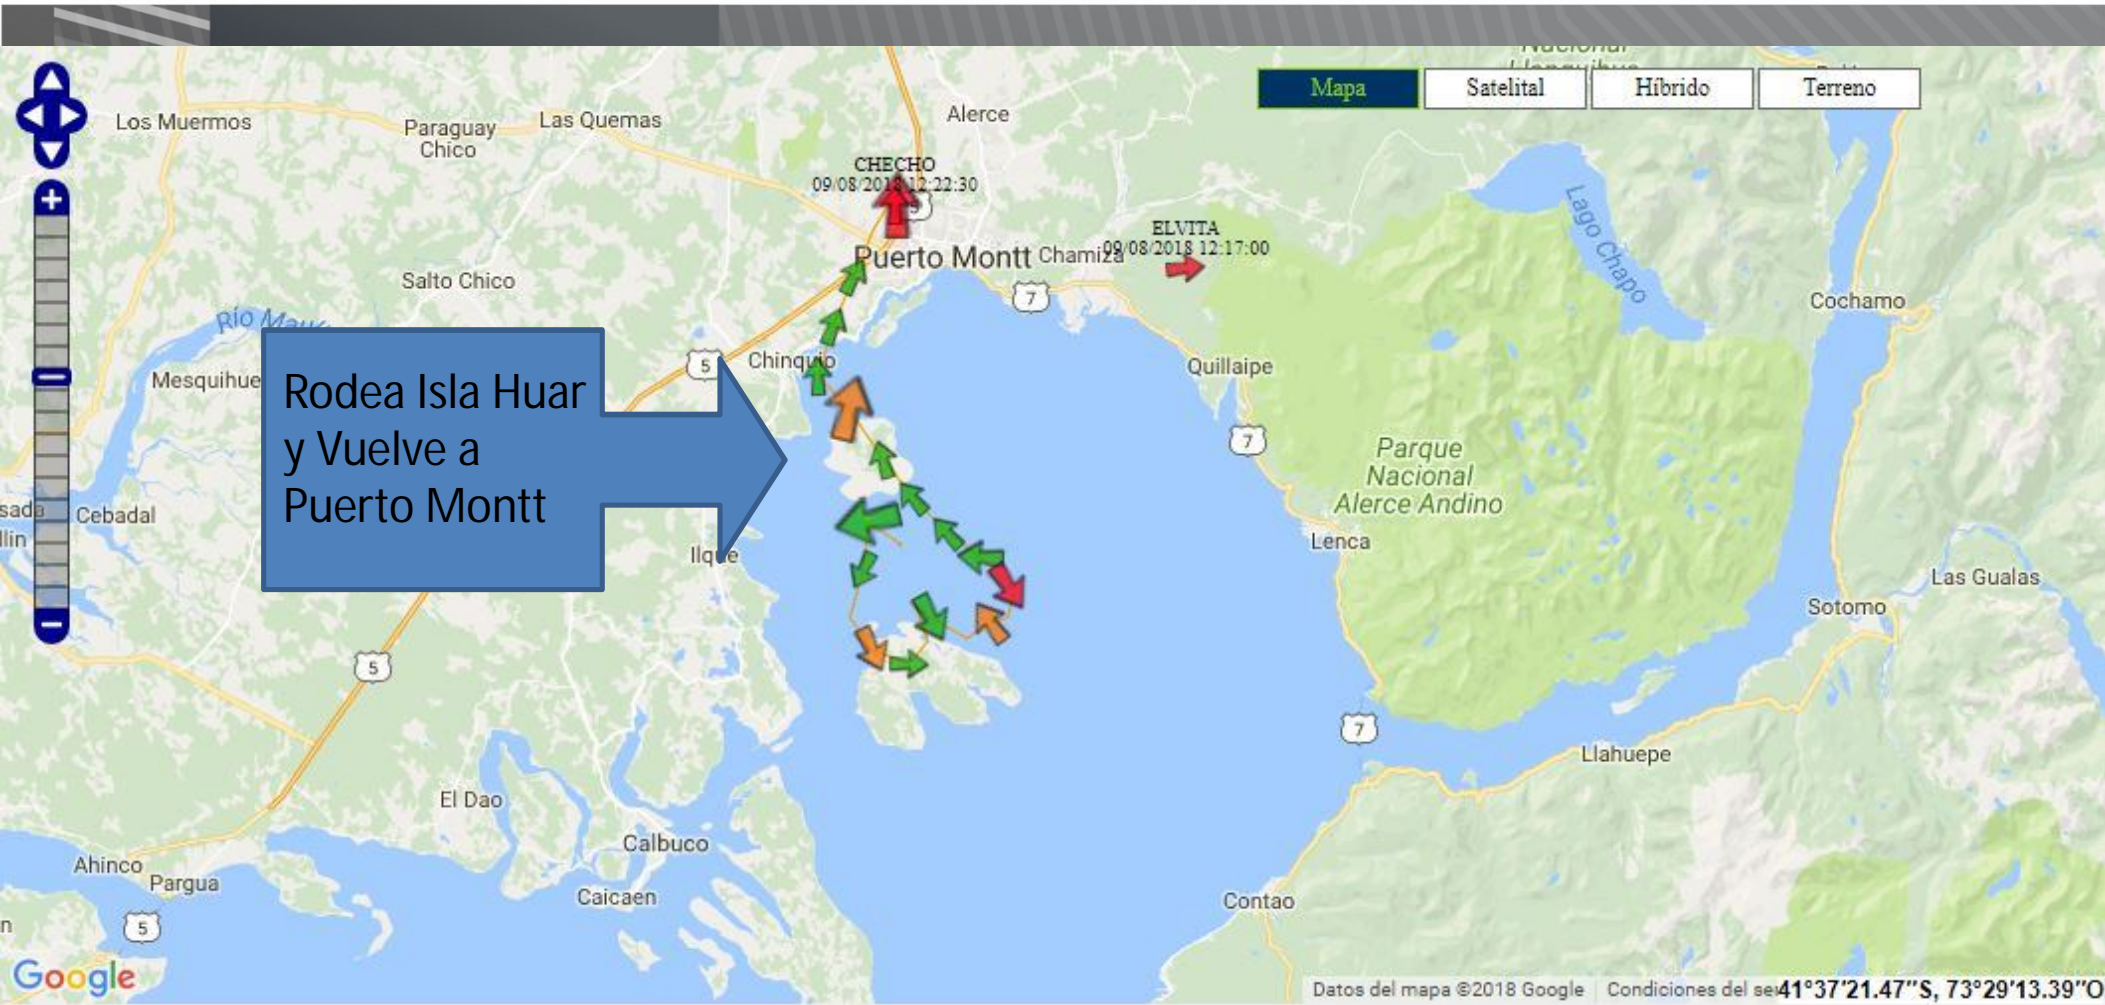 Mapa
Satelital
Híbrido
Terreno
Los Muermos
Paraguay
Chico
Las Quemas
Alerce
CHECHO
09/08/2018 12:22:30
ELVITA
09/08/2018 12:17:00
Puerto Montt
Salto Chico
7
Lago Chapo
Cochamo
5
Chinquio
Quillaipe
Rodea Isla Huar
y Vuelve a
Puerto Montt
7
Parque
Nacional
Alerce Andino
Cebadal
Lenca
Las Gualas
Sotomo
5
7
Llahuepe
El Dao
Calbuco
Ahinco
Pargua
Caicaen
Contao
5
Google
Datos del mapa ©2018 Google
Condiciones del
41°37'21.47"S, 73°29'13.39"O